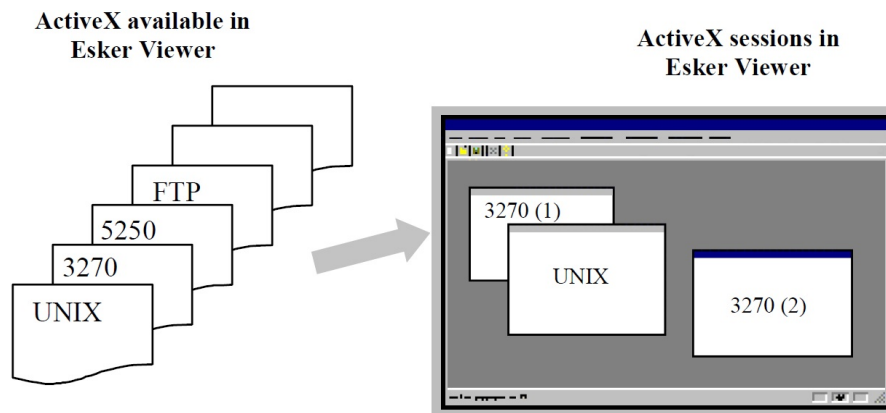 ActiveX available in
Esker Viewer
ActiveX sessions in
Esker Viewer
FTP
5250
3270
UNIX
3270 (1)
UNIX
3270 (2)